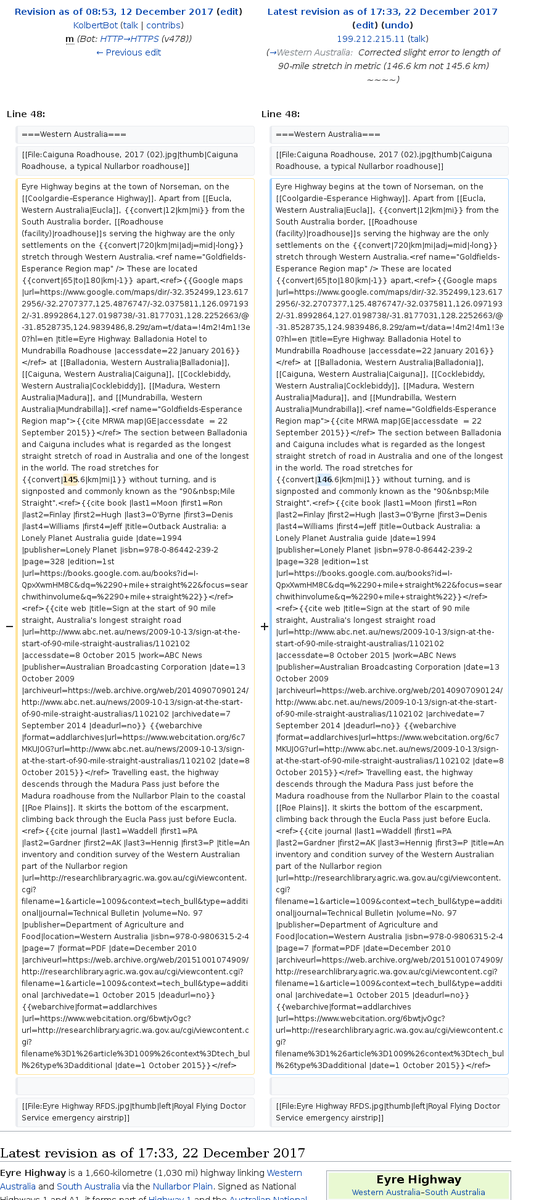 Revision as of 08:53, 12 December 2017 (edit)
KolbertBot (talk | contribs)
m (Bot: HTTP→HTTPS (v478))
← Previous edit
Latest revision as of 17:33, 22 December 2017
(edit) (undo)
199.212.215.11 (talk)
(→Western Australia: Corrected slight error to length of
90-mile stretch in metric (146.6 km not 145.6 km)
~~~~)
Line 48:
===Western Australia===
[[File:Caiguna Roadhouse, 2017 (02).jpg|thumb|Caiguna
Roadhouse, a typical Nullarbor roadhouse]]
−
Eyre Highway begins at the town of Norseman, on the
[[Coolgardie–Esperance Highway]]. Apart from [[Eucla,
Western Australia|Eucla]], {{convert|12|km|mi}} from the
South Australia border, [[Roadhouse
(facility)|roadhouse]]s serving the highway are the only
settlements on the {{convert|720|km|mi|adj=mid|-long}}
stretch through Western Australia.<ref name="Goldfields-
Esperance Region map" /> These are located
{{convert|65|to|180|km|-1}} apart,<ref>{{Google maps
|url=https://www.google.com/maps/dir/-32.352499,123.617
2956/-32.2707377,125.4876747/-32.0375811,126.097193
2/-31.8992864,127.0198738/-31.8177031,128.2252663/@
-31.8528735,124.9839486,8.29z/am=t/data=!4m2!4m1!3e
0?hl=en |title=Eyre Highway: Balladonia Hotel to
Mundrabilla Roadhouse |accessdate=22 January 2016}}
</ref> at [[Balladonia, Western Australia|Balladonia]],
[[Caiguna, Western Australia|Caiguna]], [[Cocklebiddy,
Western Australia|Cocklebiddy]], [[Madura, Western
Australia|Madura]], and [[Mundrabilla, Western
Australia|Mundrabilla]].<ref name="Goldfields-Esperance
Region map">{{cite MRWA map|GE|accessdate  = 22
September 2015}}</ref> The section between Balladonia
and Caiguna includes what is regarded as the longest
straight stretch of road in Australia and one of the longest
in the world. The road stretches for
{{convert|145.6|km|mi|1}} without turning, and is
signposted and commonly known as the "90&nbsp;Mile
Straight".<ref>{{cite book |last1=Moon |first1=Ron
|last2=Finlay |first2=Hugh |last3=O'Byrne |first3=Denis
|last4=Williams |first4=Jeff |title=Outback Australia: a
Lonely Planet Australia guide |date=1994
|publisher=Lonely Planet |isbn=978-0-86442-239-2
|page=328 |edition=1st
|url=https://books.google.com.au/books?id=I-
QpxXwmHM8C&dq=%2290+mile+straight%22&focus=sear
chwithinvolume&q=%2290+mile+straight%22}}</ref>
<ref>{{cite web |title=Sign at the start of 90 mile
straight, Australia's longest straight road
|url=http://www.abc.net.au/news/2009-10-13/sign-at-the-
start-of-90-mile-straight-australias/1102102
|accessdate=8 October 2015 |work=ABC News
|publisher=Australian Broadcasting Corporation |date=13
October 2009
|archiveurl=https://web.archive.org/web/20140907090124/
http://www.abc.net.au/news/2009-10-13/sign-at-the-start-
of-90-mile-straight-australias/1102102 |archivedate=7
September 2014 |deadurl=no}} {{webarchive
|format=addlarchives|url=https://www.webcitation.org/6c7
MKUJOG?url=http://www.abc.net.au/news/2009-10-13/sign-
at-the-start-of-90-mile-straight-australias/1102102 |date=8
October 2015}}</ref> Travelling east, the highway
descends through the Madura Pass just before the
Madura roadhouse from the Nullarbor Plain to the coastal
[[Roe Plains]]. It skirts the bottom of the escarpment,
climbing back through the Eucla Pass just before Eucla.
<ref>{{cite journal |last1=Waddell |first1=PA
|last2=Gardner |first2=AK |last3=Hennig |first3=P |title=An
inventory and condition survey of the Western Australian
part of the Nullarbor region
|url=http://researchlibrary.agric.wa.gov.au/cgi/viewcontent.
cgi?
filename=1&article=1009&context=tech_bull&type=additi
onal|journal=Technical Bulletin |volume=No. 97
|publisher=Department of Agriculture and
Food|location=Western Australia |isbn=978-0-9806315-2-4
|page=7 |format=PDF |date=December 2010
|archiveurl=https://web.archive.org/web/20151001074909/
http://researchlibrary.agric.wa.gov.au/cgi/viewcontent.cgi?
filename=1&article=1009&context=tech_bull&type=additi
onal |archivedate=1 October 2015 |deadurl=no}}
{{webarchive|format=addlarchives
|url=https://www.webcitation.org/6bwtjvOgc?
url=http://researchlibrary.agric.wa.gov.au/cgi/viewcontent.c
gi?
filename%3D1%26article%3D1009%26context%3Dtech_bul
l%26type%3Dadditional |date=1 October 2015}}</ref>
[[File:Eyre Highway RFDS.jpg|thumb|left|Royal Flying Doctor
Service emergency airstrip]]
Line 48:
===Western Australia===
[[File:Caiguna Roadhouse, 2017 (02).jpg|thumb|Caiguna
Roadhouse, a typical Nullarbor roadhouse]]
+
Eyre Highway begins at the town of Norseman, on the
[[Coolgardie–Esperance Highway]]. Apart from [[Eucla,
Western Australia|Eucla]], {{convert|12|km|mi}} from the
South Australia border, [[Roadhouse
(facility)|roadhouse]]s serving the highway are the only
settlements on the {{convert|720|km|mi|adj=mid|-long}}
stretch through Western Australia.<ref name="Goldfields-
Esperance Region map" /> These are located
{{convert|65|to|180|km|-1}} apart,<ref>{{Google maps
|url=https://www.google.com/maps/dir/-32.352499,123.617
2956/-32.2707377,125.4876747/-32.0375811,126.097193
2/-31.8992864,127.0198738/-31.8177031,128.2252663/@
-31.8528735,124.9839486,8.29z/am=t/data=!4m2!4m1!3e
0?hl=en |title=Eyre Highway: Balladonia Hotel to
Mundrabilla Roadhouse |accessdate=22 January 2016}}
</ref> at [[Balladonia, Western Australia|Balladonia]],
[[Caiguna, Western Australia|Caiguna]], [[Cocklebiddy,
Western Australia|Cocklebiddy]], [[Madura, Western
Australia|Madura]], and [[Mundrabilla, Western
Australia|Mundrabilla]].<ref name="Goldfields-Esperance
Region map">{{cite MRWA map|GE|accessdate  = 22
September 2015}}</ref> The section between Balladonia
and Caiguna includes what is regarded as the longest
straight stretch of road in Australia and one of the longest
in the world. The road stretches for
{{convert|146.6|km|mi|1}} without turning, and is
signposted and commonly known as the "90&nbsp;Mile
Straight".<ref>{{cite book |last1=Moon |first1=Ron
|last2=Finlay |first2=Hugh |last3=O'Byrne |first3=Denis
|last4=Williams |first4=Jeff |title=Outback Australia: a
Lonely Planet Australia guide |date=1994
|publisher=Lonely Planet |isbn=978-0-86442-239-2
|page=328 |edition=1st
|url=https://books.google.com.au/books?id=I-
QpxXwmHM8C&dq=%2290+mile+straight%22&focus=sear
chwithinvolume&q=%2290+mile+straight%22}}</ref>
<ref>{{cite web |title=Sign at the start of 90 mile
straight, Australia's longest straight road
|url=http://www.abc.net.au/news/2009-10-13/sign-at-the-
start-of-90-mile-straight-australias/1102102
|accessdate=8 October 2015 |work=ABC News
|publisher=Australian Broadcasting Corporation |date=13
October 2009
|archiveurl=https://web.archive.org/web/20140907090124/
http://www.abc.net.au/news/2009-10-13/sign-at-the-start-
of-90-mile-straight-australias/1102102 |archivedate=7
September 2014 |deadurl=no}} {{webarchive
|format=addlarchives|url=https://www.webcitation.org/6c7
MKUJOG?url=http://www.abc.net.au/news/2009-10-13/sign-
at-the-start-of-90-mile-straight-australias/1102102 |date=8
October 2015}}</ref> Travelling east, the highway
descends through the Madura Pass just before the
Madura roadhouse from the Nullarbor Plain to the coastal
[[Roe Plains]]. It skirts the bottom of the escarpment,
climbing back through the Eucla Pass just before Eucla.
<ref>{{cite journal |last1=Waddell |first1=PA
|last2=Gardner |first2=AK |last3=Hennig |first3=P |title=An
inventory and condition survey of the Western Australian
part of the Nullarbor region
|url=http://researchlibrary.agric.wa.gov.au/cgi/viewcontent.
cgi?
filename=1&article=1009&context=tech_bull&type=additi
onal|journal=Technical Bulletin |volume=No. 97
|publisher=Department of Agriculture and
Food|location=Western Australia |isbn=978-0-9806315-2-4
|page=7 |format=PDF |date=December 2010
|archiveurl=https://web.archive.org/web/20151001074909/
http://researchlibrary.agric.wa.gov.au/cgi/viewcontent.cgi?
filename=1&article=1009&context=tech_bull&type=additi
onal |archivedate=1 October 2015 |deadurl=no}}
{{webarchive|format=addlarchives
|url=https://www.webcitation.org/6bwtjvOgc?
url=http://researchlibrary.agric.wa.gov.au/cgi/viewcontent.c
gi?
filename%3D1%26article%3D1009%26context%3Dtech_bul
l%26type%3Dadditional |date=1 October 2015}}</ref>
[[File:Eyre Highway RFDS.jpg|thumb|left|Royal Flying Doctor
Service emergency airstrip]]
Latest revision as of 17:33, 22 December 2017
Eyre Highway is a 1,660-kilometre (1,030 mi) highway linking Western
Australia and South Australia via the Nullarbor Plain. Signed as National
Highways 1 and A1, it forms part of Highway 1 and the Australian National
Eyre Highway
Western Australia–South Australia